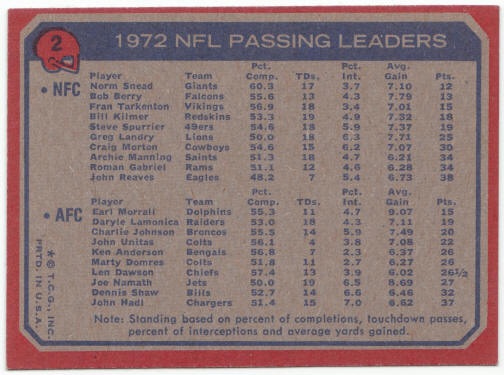 2
1972 NFL PASSING LEADERS
Pct. Pct. Avg.
Player Team Comp. TDs. Int. Gain Pts.
• NFC
Norm Snead Giants 60.3 17 3.7 7.10 12
Bob Berry Falcons 55.6 13 4.3 7.79 13
Fran Tarkenton Vikings 56.9 18 3.4 7.01 15
Bill Kilmer Redskins 53.3 19 4.9 7.32 18
Steve Spurrier 49ers 54.6 18 5.9 7.37 19
Greg Landry Lions 50.0 18 6.3 7.71 25
Craig Morton Cowboys 54.6 15 6.2 7.07 30
Archie Manning Saints 51.3 18 4.7 6.21 34
Roman Gabriel Rams 51.1 12 4.6 6.28 34
John Reaves Eagles 48.2 7 5.4 6.73 38
Pct. Pct. Avg.
Player Team Comp. TDs. Int. Gain Pts.
• AFC
Earl Morrall Dolphins 55.3 11 4.7 9.07 15
Daryle Lamonica Raiders 53.0 18 4.3 7.11 19
Charlie Johnson Broncos 55.5 14 5.9 7.49 20
John Unitas Colts 56.1 4 3.8 7.08 22
Ken Anderson Bengals 56.8 7 2.3 6.37 26
Marty Domres Colts 51.8 11 2.7 6.27 26
Len Dawson Chiefs 57.4 13 3.9 6.02 26½
Joe Namath Jets 50.0 19 6.5 8.69 27
Dennis Shaw Bills 52.7 14 6.6 6.46 32
John Hadl Chargers 51.4 15 7.0 6.62 37
Note: Standing based on percent of completions, touchdown passes,
percent of interceptions and average yards gained.
*© T.C.G., INC.
PRTD. IN U.S.A.